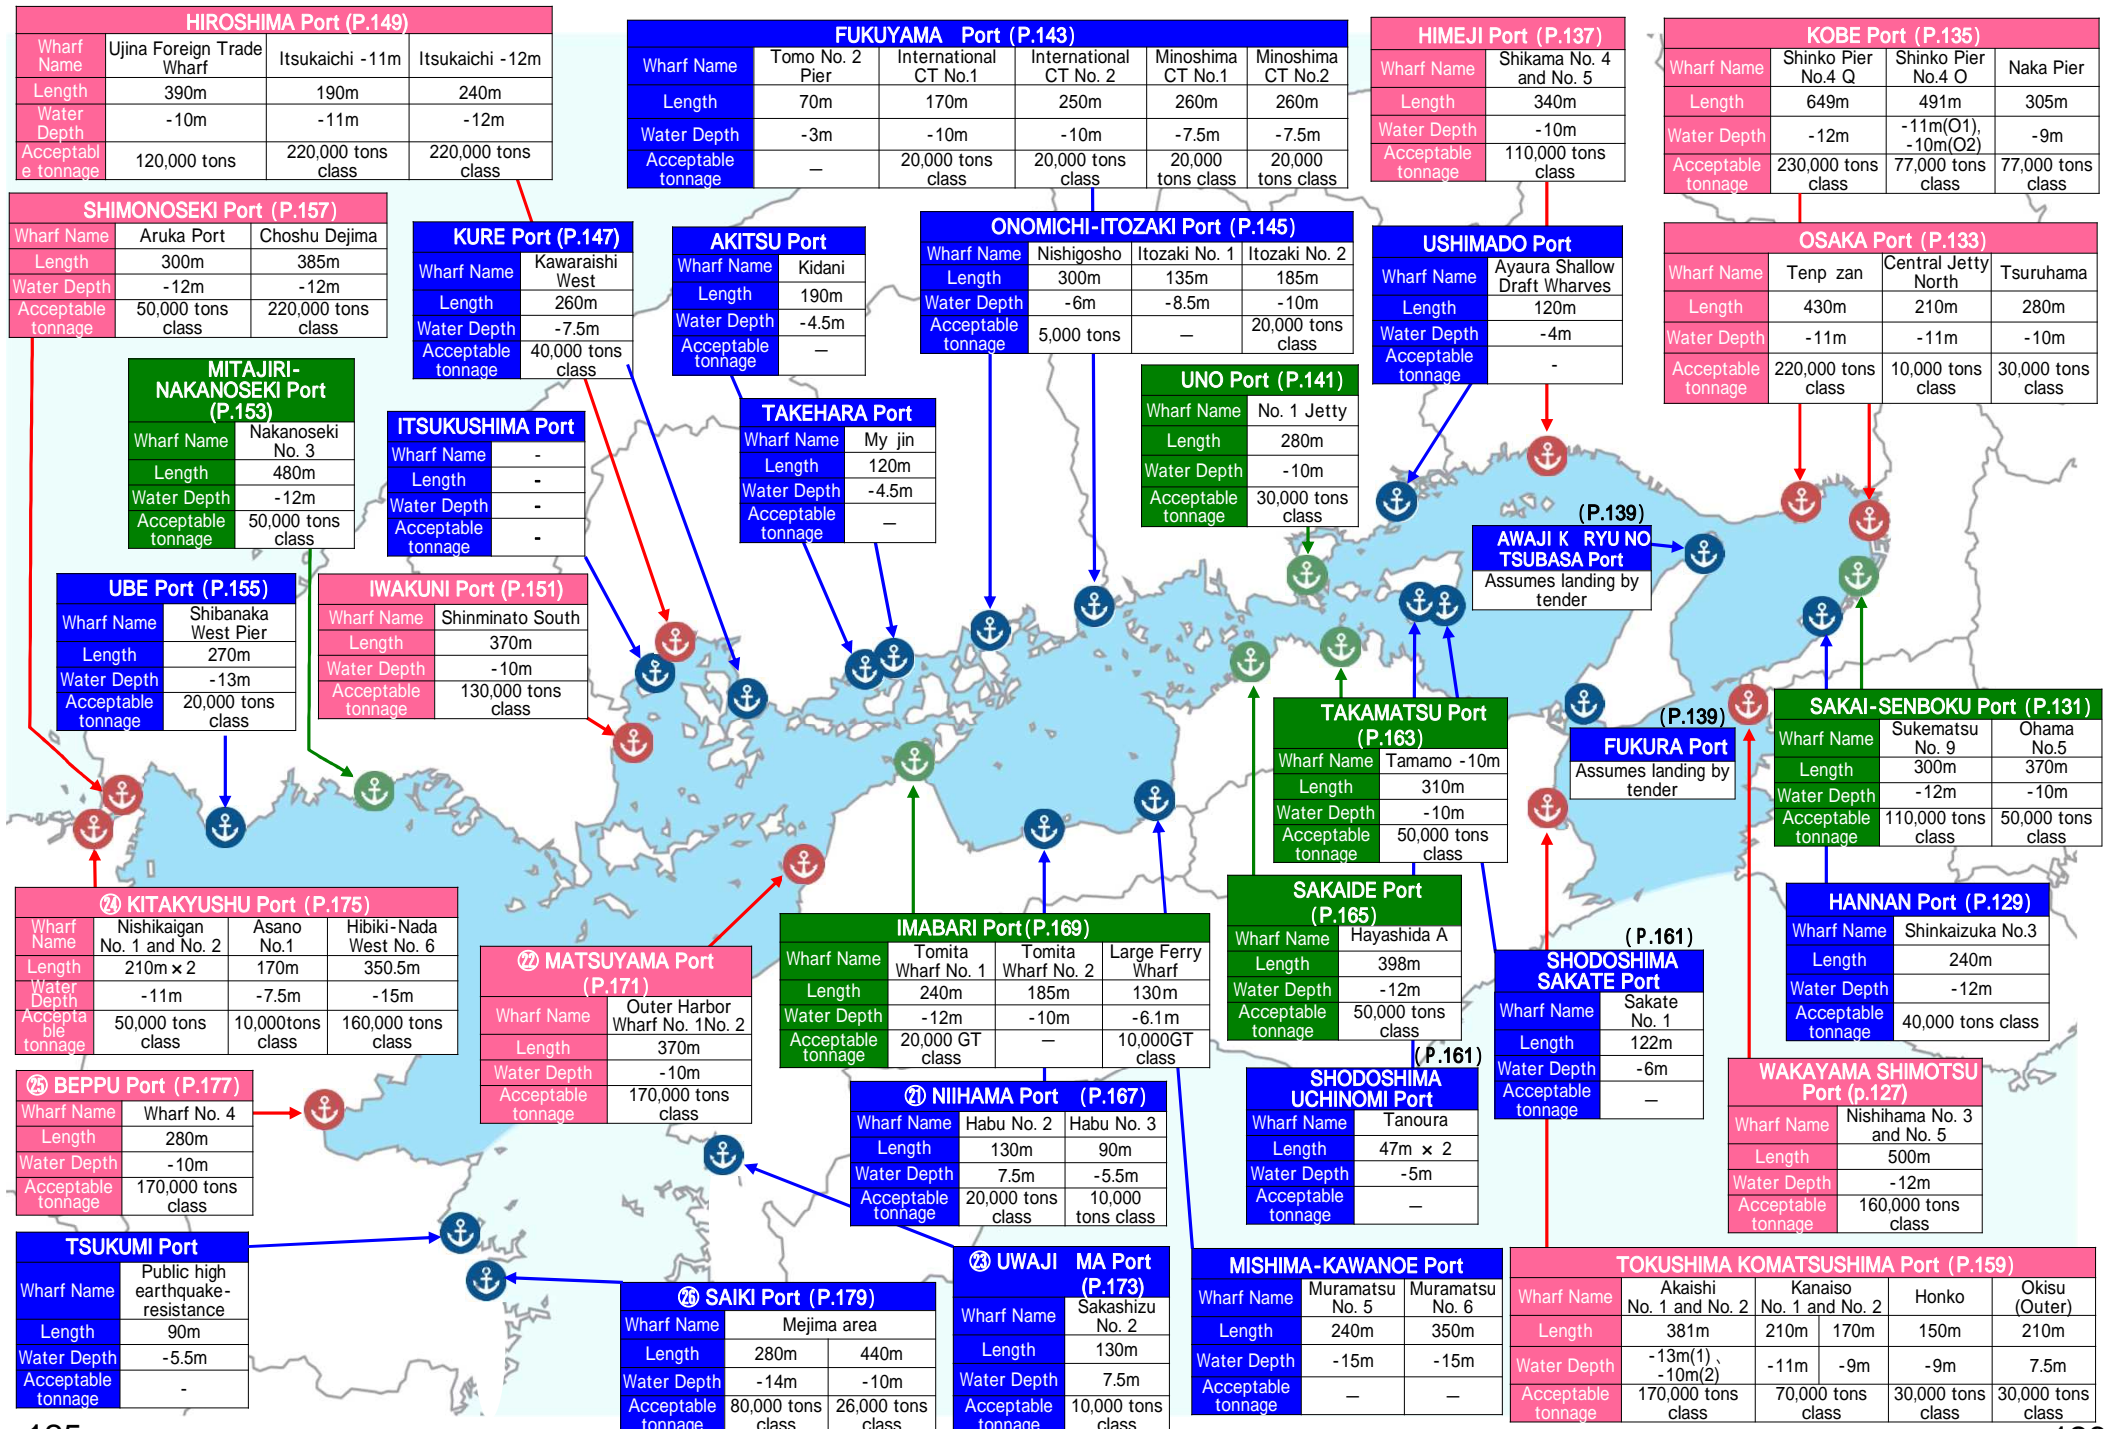 HIROSHIMA Port (P.149)
Wharf Name Ujina Foreign Trade Wharf Itsukaichi -11m Itsukaichi -12m
Length 390m 190m 240m
Water Depth -10m -11m -12m
Acceptable tonnage 120,000 tons 220,000 tons class 220,000 tons class
FUKUYAMA Port (P.143)
Wharf Name Tomo No. 2 Pier International CT No.1 International CT No. 2 Minoshima CT No.1 Minoshima CT No.2
Length 70m 170m 250m 260m 260m
Water Depth -3m -10m -10m -7.5m -7.5m
Acceptable tonnage — 20,000 tons class 20,000 tons class 20,000 tons class 20,000 tons class
HIMEJI Port (P.137)
Wharf Name Shikama No. 4 and No. 5
Length 340m
Water Depth -10m
Acceptable tonnage 110,000 tons class
KOBE Port (P.135)
Wharf Name Shinko Pier No.4 Q Shinko Pier No.4 O Naka Pier
Length 649m 491m 305m
Water Depth -12m -11m(O1), -10m(O2) -9m
Acceptable tonnage 230,000 tons class 77,000 tons class 77,000 tons class
SHIMONOSEKI Port (P.157)
Wharf Name Aruka Port Choshu Dejima
Length 300m 385m
Water Depth -12m -12m
Acceptable tonnage 50,000 tons class 220,000 tons class
KURE Port (P.147)
Wharf Name Kawaraishi West
Length 260m
Water Depth -7.5m
Acceptable tonnage 40,000 tons class
AKITSU Port
Wharf Name Kidani
Length 190m
Water Depth -4.5m
Acceptable tonnage —
ONOMICHI-ITOZAKI Port (P.145)
Wharf Name Nishigosho Itozaki No. 1 Itozaki No. 2
Length 300m 135m 185m
Water Depth -6m -8.5m -10m
Acceptable tonnage 5,000 tons — 20,000 tons class
USHIMADO Port
Wharf Name Ayaura Shallow Draft Wharves
Length 120m
Water Depth -4m
Acceptable tonnage -
OSAKA Port (P.133)
Wharf Name Tenp zan Central Jetty North Tsuruhama
Length 430m 210m 280m
Water Depth -11m -11m -10m
Acceptable tonnage 220,000 tons class 10,000 tons class 30,000 tons class
MITAJIRI-NAKANOSEKI Port (P.153)
Wharf Name Nakanoseki No. 3
Length 480m
Water Depth -12m
Acceptable tonnage 50,000 tons class
ITSUKUSHIMA Port
Wharf Name -
Length -
Water Depth -
Acceptable tonnage -
TAKEHARA Port
Wharf Name My jin
Length 120m
Water Depth -4.5m
Acceptable tonnage —
UNO Port (P.141)
Wharf Name No. 1 Jetty
Length 280m
Water Depth -10m
Acceptable tonnage 30,000 tons class
(P.139)
AWAJI K RYU NO TSUBASA Port
Assumes landing by tender
UBE Port (P.155)
Wharf Name Shibanaka West Pier
Length 270m
Water Depth -13m
Acceptable tonnage 20,000 tons class
IWAKUNI Port (P.151)
Wharf Name Shinminato South
Length 370m
Water Depth -10m
Acceptable tonnage 130,000 tons class
TAKAMATSU Port (P.163)
Wharf Name Tamamo -10m
Length 310m
Water Depth -10m
Acceptable tonnage 50,000 tons class
(P.139)
FUKURA Port
Assumes landing by tender
SAKAI-SENBOKU Port (P.131)
Wharf Name Sukematsu No. 9 Ohama No.5
Length 300m 370m
Water Depth -12m -10m
Acceptable tonnage 110,000 tons class 50,000 tons class
㉔ KITAKYUSHU Port (P.175)
Wharf Name Nishikaigan No. 1 and No. 2 Asano No.1 Hibiki-Nada West No. 6
Length 210m×2 170m 350.5m
Water Depth -11m -7.5m -15m
Acceptable tonnage 50,000 tons class 10,000tons class 160,000 tons class
㉒ MATSUYAMA Port (P.171)
Wharf Name Outer Harbor Wharf No. 1No. 2
Length 370m
Water Depth -10m
Acceptable tonnage 170,000 tons class
IMABARI Port(P.169)
Wharf Name Tomita Wharf No. 1 Tomita Wharf No. 2 Large Ferry Wharf
Length 240m 185m 130m
Water Depth -12m -10m -6.1m
Acceptable tonnage 20,000 GT class — 10,000GT class
SAKAIDE Port (P.165)
Wharf Name Hayashida A
Length 398m
Water Depth -12m
Acceptable tonnage 50,000 tons class
(P.161)
SHODOSHIMA SAKATE Port
Wharf Name Sakate No. 1
Length 122m
Water Depth -6m
Acceptable tonnage —
HANNAN Port (P.129)
Wharf Name Shinkaizuka No.3
Length 240m
Water Depth -12m
Acceptable tonnage 40,000 tons class
㉕ BEPPU Port (P.177)
Wharf Name Wharf No. 4
Length 280m
Water Depth -10m
Acceptable tonnage 170,000 tons class
㉑ NIIHAMA Port (P.167)
Wharf Name Habu No. 2 Habu No. 3
Length 130m 90m
Water Depth 7.5m -5.5m
Acceptable tonnage 20,000 tons class 10,000 tons class
(P.161)
SHODOSHIMA UCHINOMI Port
Wharf Name Tanoura
Length 47m × 2
Water Depth -5m
Acceptable tonnage —
WAKAYAMA SHIMOTSU Port (p.127)
Wharf Name Nishihama No. 3 and No. 5
Length 500m
Water Depth -12m
Acceptable tonnage 160,000 tons class
TSUKUMI Port
Wharf Name Public high earthquake-resistance
Length 90m
Water Depth -5.5m
Acceptable tonnage -
㉖ SAIKI Port (P.179)
Wharf Name Mejima area
Length 280m 440m
Water Depth -14m -10m
Acceptable tonnage 80,000 tons class 26,000 tons class
㉓ UWAJI MA Port (P.173)
Wharf Name Sakashizu No. 2
Length 130m
Water Depth 7.5m
Acceptable tonnage 10,000 tons class
MISHIMA-KAWANOE Port
Wharf Name Muramatsu No. 5 Muramatsu No. 6
Length 240m 350m
Water Depth -15m -15m
Acceptable tonnage — —
TOKUSHIMA KOMATSUSHIMA Port (P.159)
Wharf Name Akaishi No. 1 and No. 2 Kanaiso No. 1 and No. 2 Honko Okisu (Outer)
Length 381m 210m 170m 150m 210m
Water Depth -13m(1)、-10m(2) -11m -9m -9m 7.5m
Acceptable tonnage 170,000 tons class 70,000 tons class 30,000 tons class 30,000 tons class